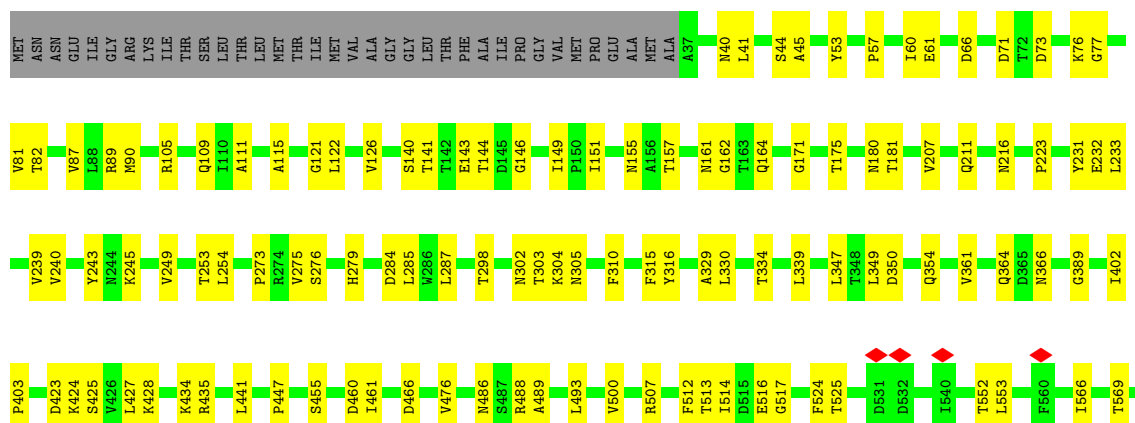 MET ASN ASN GLU ILE GLY ARG LYS ILE THR SER LEU THR LEU MET THR ILE MET VAL ALA GLY GLY LEU THR PHE ALA ILE PRO GLY VAL MET PRO GLU ALA MET ALA A37 N40 L41 S44 A45 Y53 P57 I60 E61 D66 D71 T72 D73 K76 G77
V81 T82 V87 L88 R89 M90 R105 Q109 I110 A111 A115 G121 L122 V126 S140 T141 T142 E143 T144 D145 G146 I149 P150 I151 N155 A156 T157 N161 G162 T163 Q164 G171 T175 N180 T181 V207 Q211 N216 P223 Y231 E232 L233
V239 V240 Y243 N244 K245 V249 T253 L254 P273 R274 V275 S276 H279 D284 L285 W286 L287 T298 N302 T303 K304 N305 F310 F315 Y316 A329 L330 T334 L339 L347 T348 L349 D350 Q354 V361 Q364 D365 N366 G389 I402
P403 D423 K424 S425 V426 L427 K428 K434 R435 L441 P447 S455 D460 I461 D466 V476 N486 S487 R488 A489 L493 V500 R507 F512 T513 I514 D515 E516 G517 F524 T525 D531 D532 I540 T552 L553 F560 I566 T569